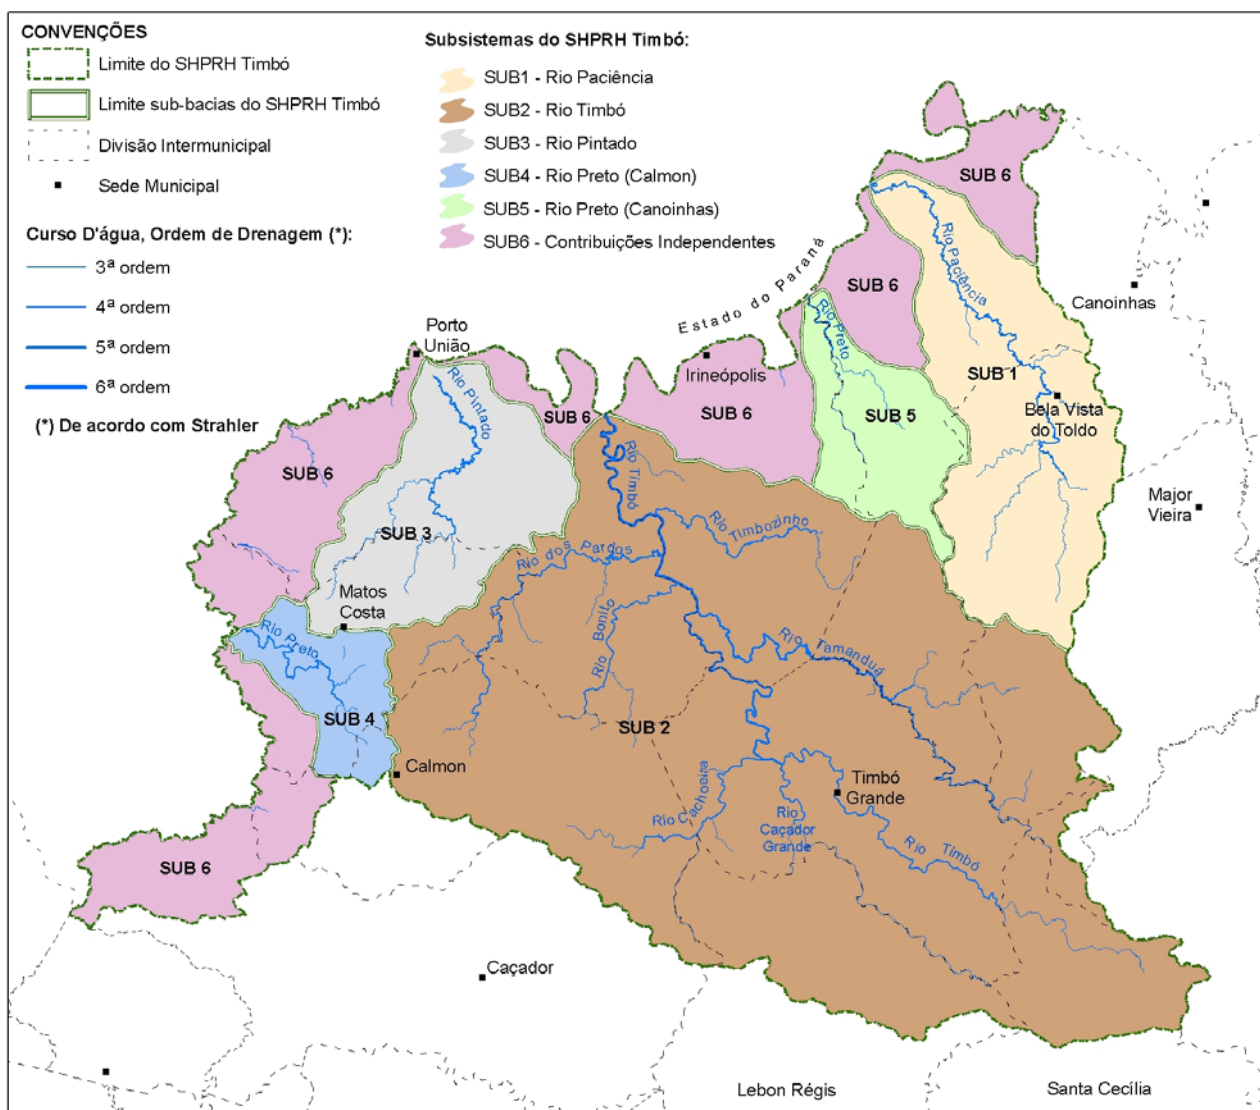 CONVENÇÕES
Limite do SHPRH Timbó
Limite sub-bacias do SHPRH Timbó
Divisão Intermunicipal
Sede Municipal
Curso D'água, Ordem de Drenagem (*):
3ª ordem
4ª ordem
5ª ordem
6ª ordem
(*) De acordo com Strahler
Subsistemas do SHPRH Timbó:
SUB1 - Rio Paciência
SUB2 - Rio Timbó
SUB3 - Rio Pintado
SUB4 - Rio Preto (Calmon)
SUB5 - Rio Preto (Canoinhas)
SUB6 - Contribuições Independentes
SUB 6
Rio Paciência
Estado do Paraná
SUB 6
Canoinhas
Rio Preto
Porto
União
Irineópolis
SUB 1
Rio Pintado
SUB 6
SUB 6
SUB 5
Bela Vista
do Toldo
SUB 6
Rio Timbó
Major
Vieira
SUB 3
Rio Timbozinho
Rio dos Pardos
Matos
Costa
Rio Bonito
Rio Preto
Rio Tamanduá
SUB 4
SUB 2
Calmon
Timbó
Grande
Rio Cachoeira
Rio
Caçador
Grande
Rio Timbó
SUB 6
Caçador
Lebon Régis
Santa Cecília